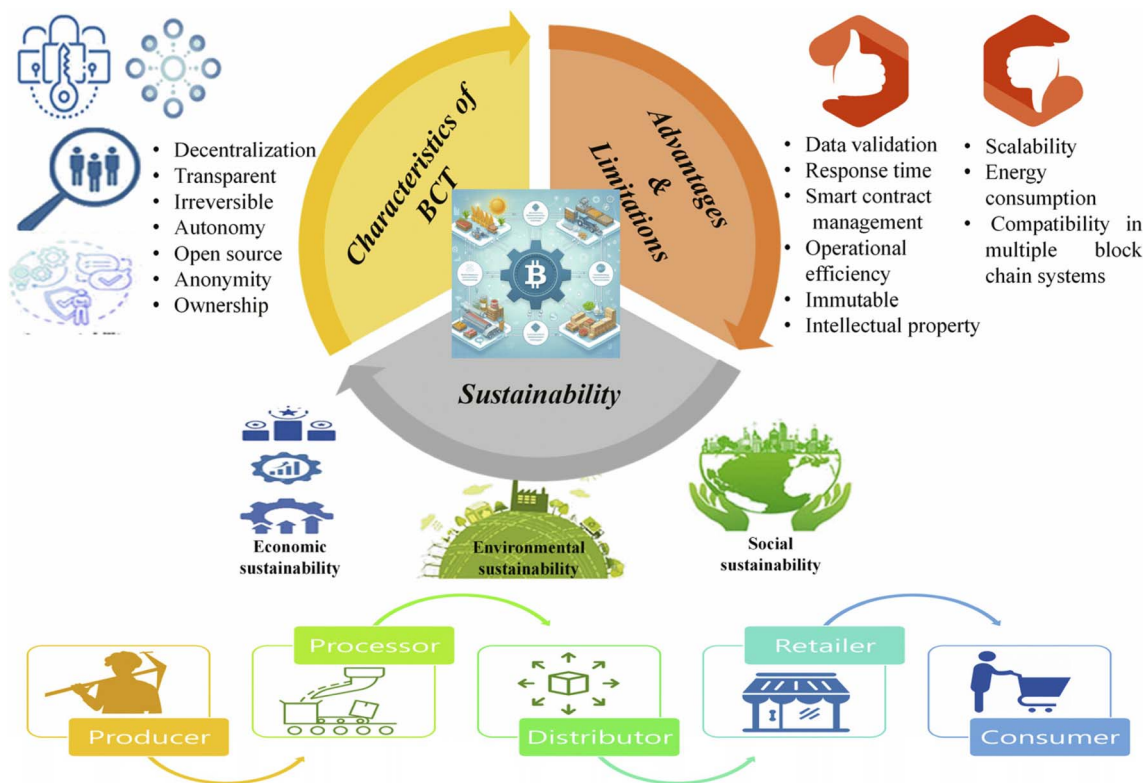 Characteristics of
BCT
Advantages
&
Limitations
Sustainability
• Decentralization
• Transparent
• Irreversible
• Autonomy
• Open source
• Anonymity
• Ownership
• Data validation
• Response time
• Smart contract
management
• Operational
efficiency
• Immutable
• Intellectual property
• Scalability
• Energy
consumption
• Compatibility in
multiple block
chain systems
Economic
sustainability
Environmental
sustainability
Social
sustainability
Producer
Processor
Distributor
Retailer
Consumer